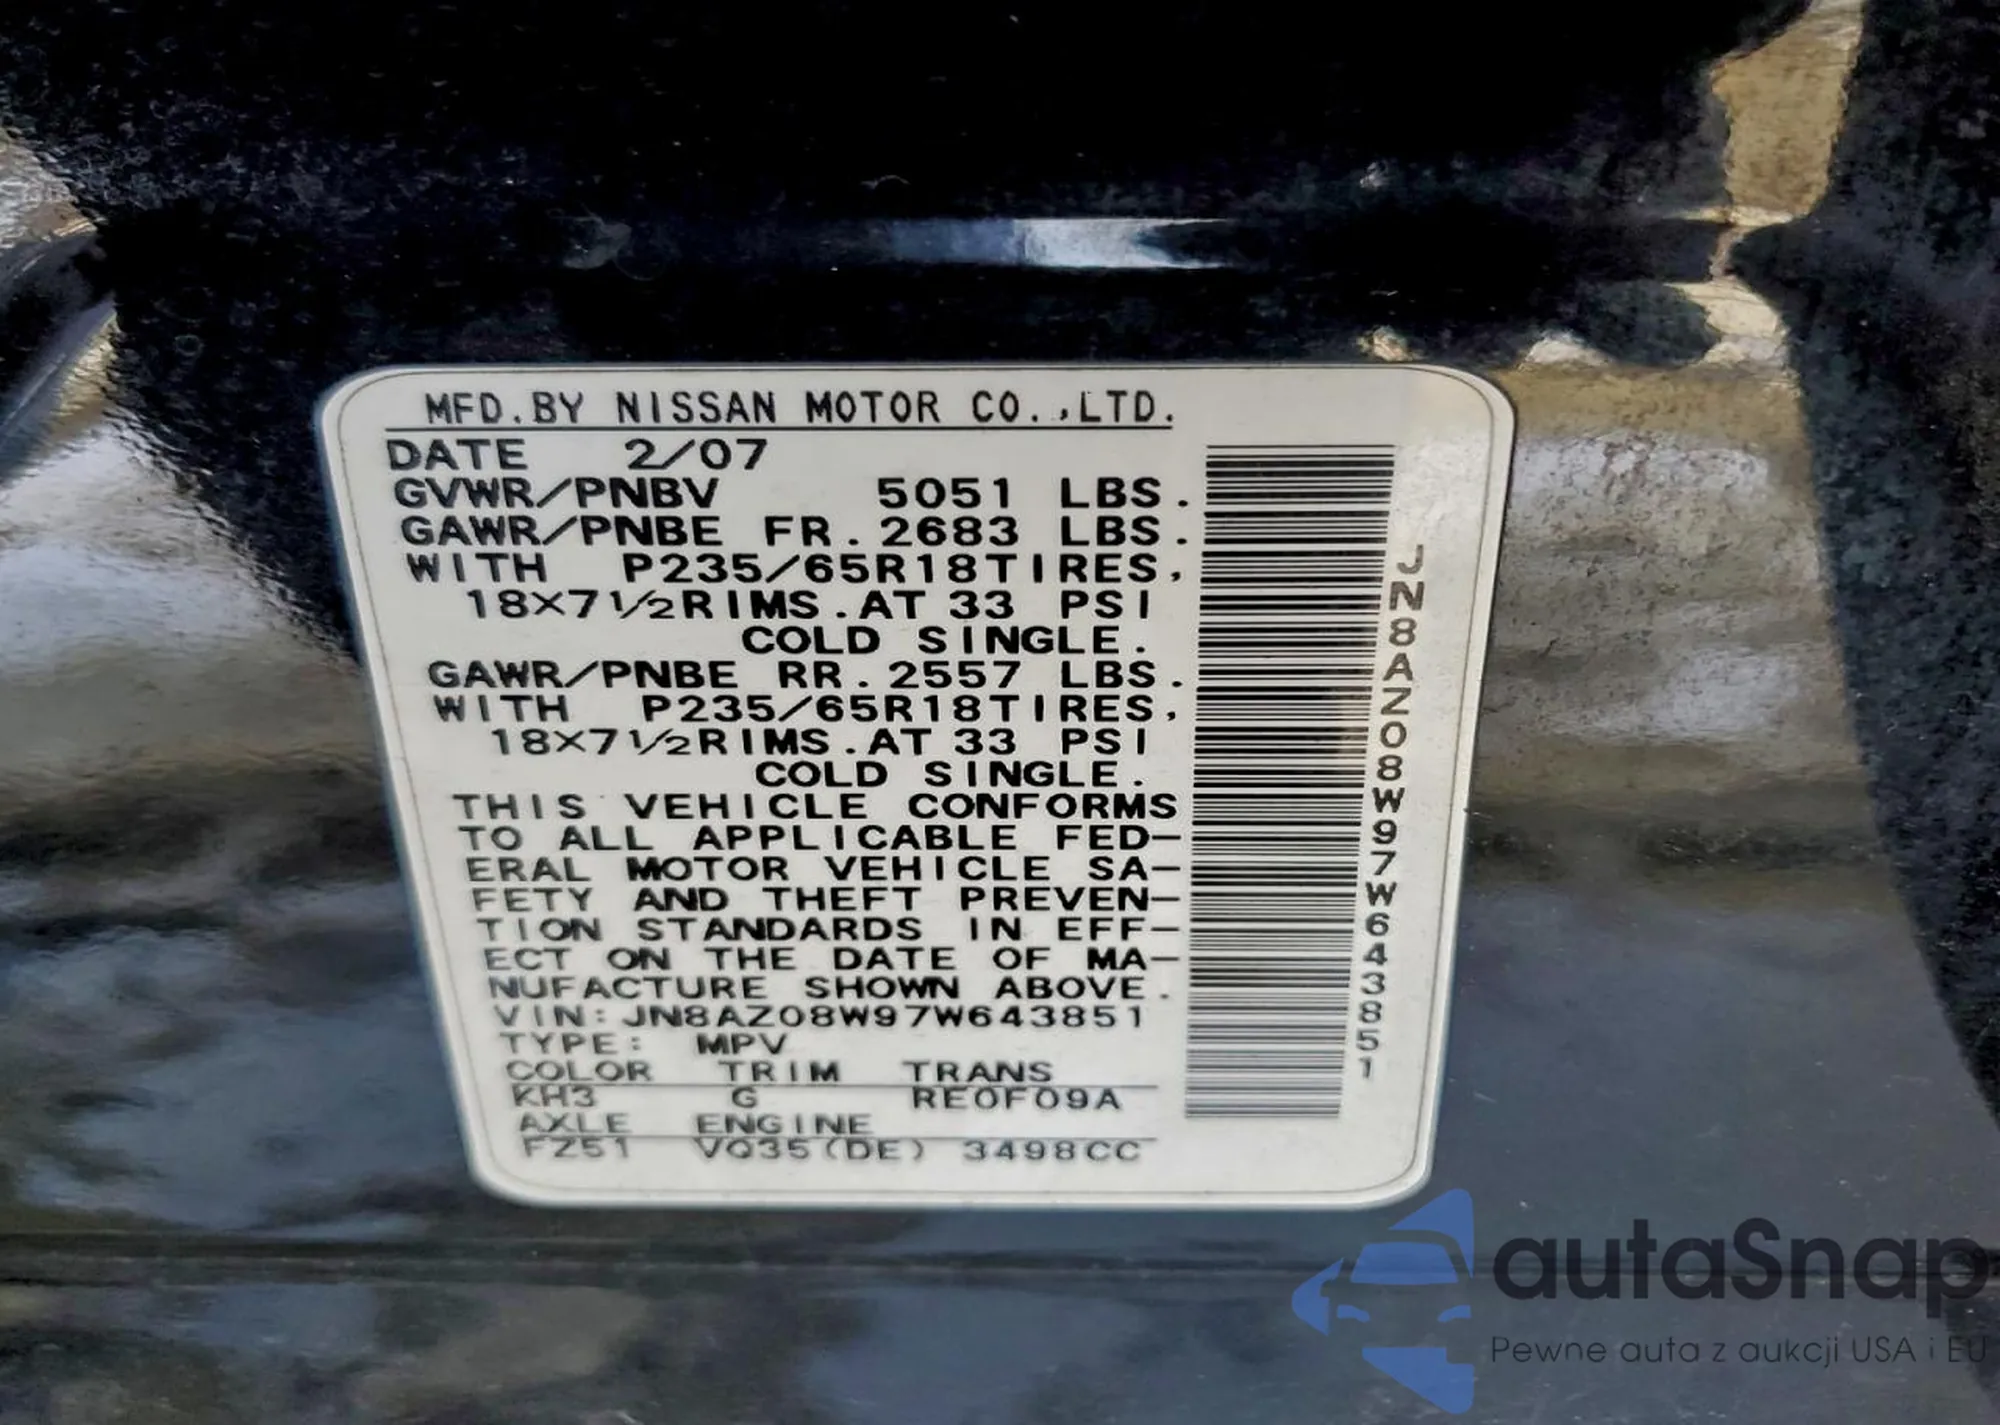 MFD.BY NISSAN MOTOR CO.,LTD.
DATE 2/07
GVWR/PNBV 5051 LBS.
GAWR/PNBE FR.2683 LBS.
WITH P235/65R18TIRES,
18×7½RIMS.AT 33 PSI
COLD SINGLE.
GAWR/PNBE RR.2557 LBS.
WITH P235/65R18TIRES,
18×7½RIMS.AT 33 PSI
COLD SINGLE.
THIS VEHICLE CONFORMS
TO ALL APPLICABLE FED-
ERAL MOTOR VEHICLE SA-
FETY AND THEFT PREVEN-
TION STANDARDS IN EFF-
ECT ON THE DATE OF MA-
NUFACTURE SHOWN ABOVE.
VIN:JN8AZ08W97W643851
TYPE: MPV
COLOR TRIM TRANS
KH3 G RE0F09A
AXLE ENGINE
FZ51 VQ35(DE) 3498CC
JN8AZ08W97W643851
autaSnap
Pewne auta z aukcji USA i EU